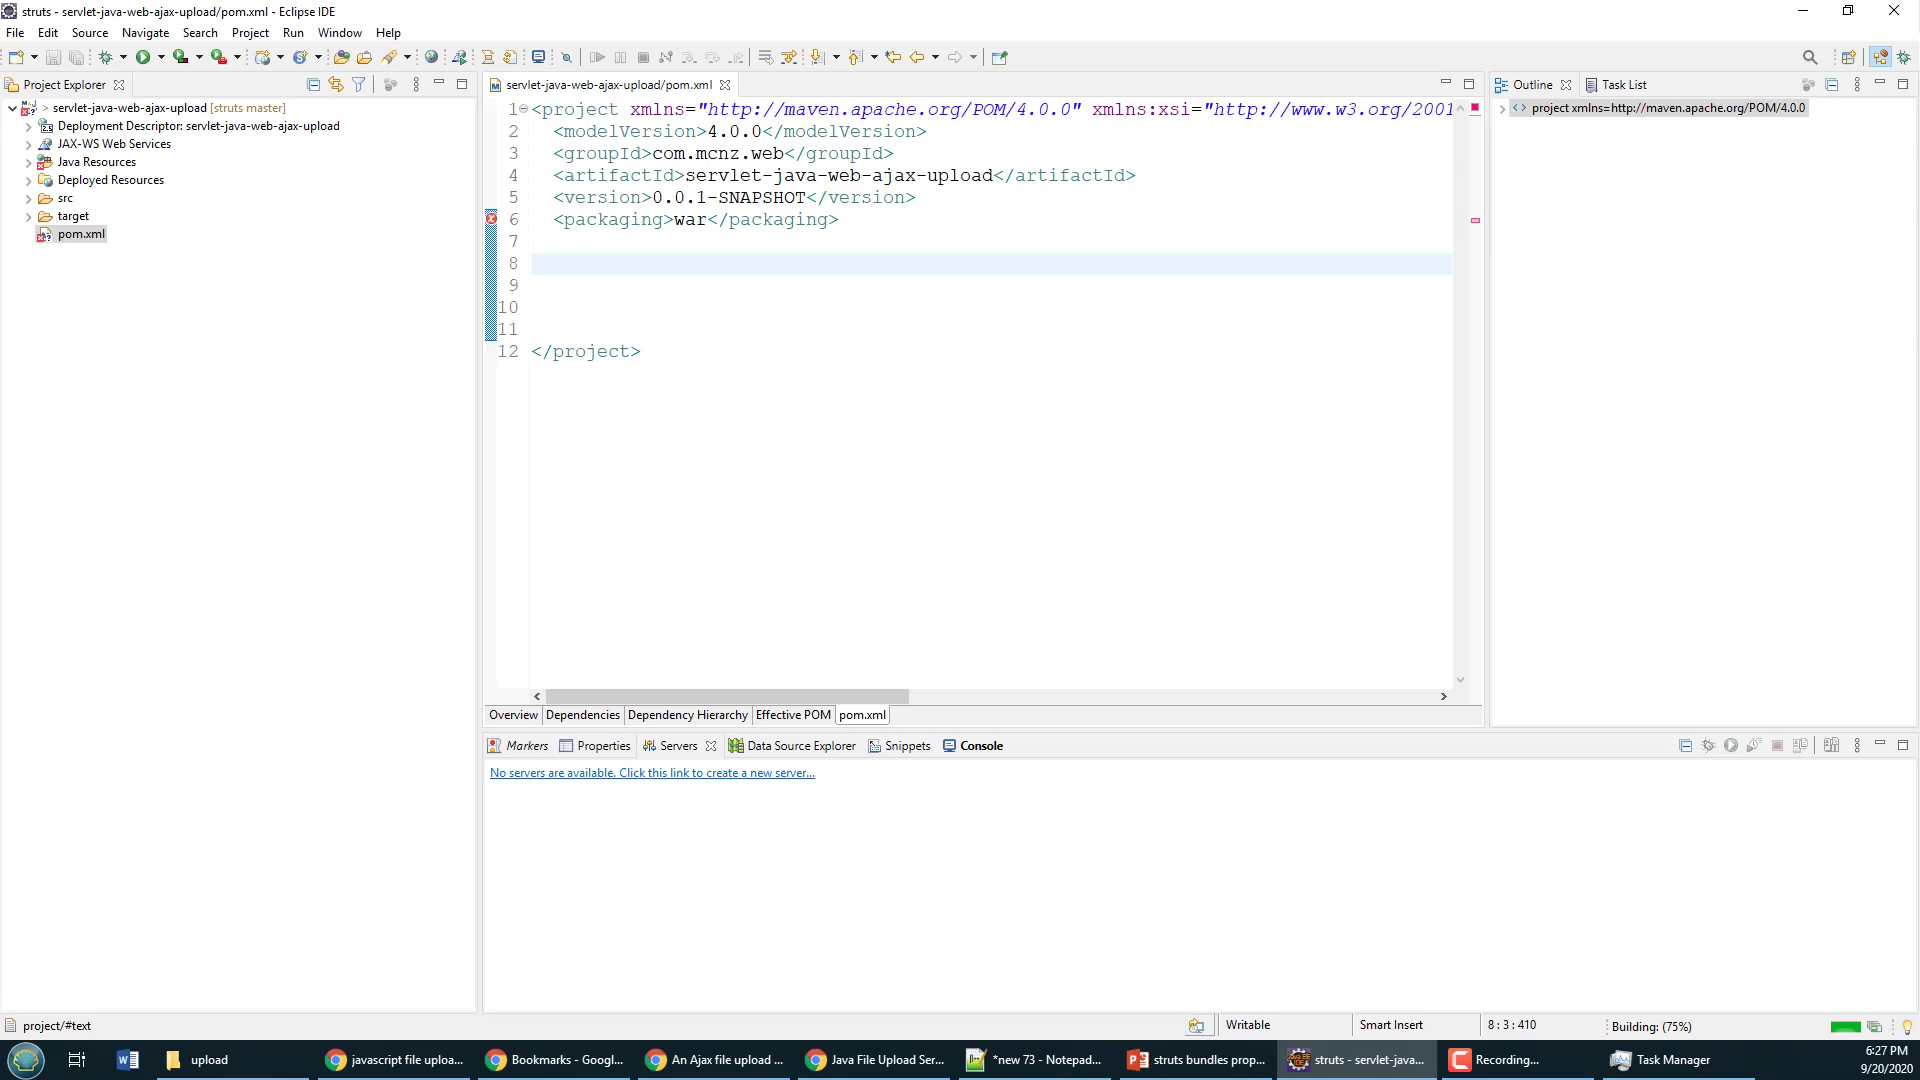 struts - servlet-java-web-ajax-upload/pom.xml - Eclipse IDE
File Edit Source Navigate Search Project Run Window Help
Project Explorer
servlet-java-web-ajax-upload/pom.xml
Outline
Task List
> servlet-java-web-ajax-upload [struts master]
Deployment Descriptor: servlet-java-web-ajax-upload
JAX-WS Web Services
Java Resources
Deployed Resources
src
target
pom.xml
1 <project xmlns="http://maven.apache.org/POM/4.0.0" xmlns:xsi="http://www.w3.org/2001
2 <modelVersion>4.0.0</modelVersion>
3 <groupId>com.mcnz.web</groupId>
4 <artifactId>servlet-java-web-ajax-upload</artifactId>
5 <version>0.0.1-SNAPSHOT</version>
6 <packaging>war</packaging>
7
8
9
10
11
12 </project>
project xmlns=http://maven.apache.org/POM/4.0.0
Overview Dependencies Dependency Hierarchy Effective POM pom.xml
Markers Properties Servers Data Source Explorer Snippets Console
No servers are available. Click this link to create a new server...
project/#text
Writable
Smart Insert
8 : 3 : 410
Building: (75%)
upload
javascript file uploa...
Bookmarks - Googl...
An Ajax file upload ...
Java File Upload Ser...
*new 73 - Notepad...
struts bundles prop...
struts - servlet-java...
Recording...
Task Manager
6:27 PM
9/20/2020